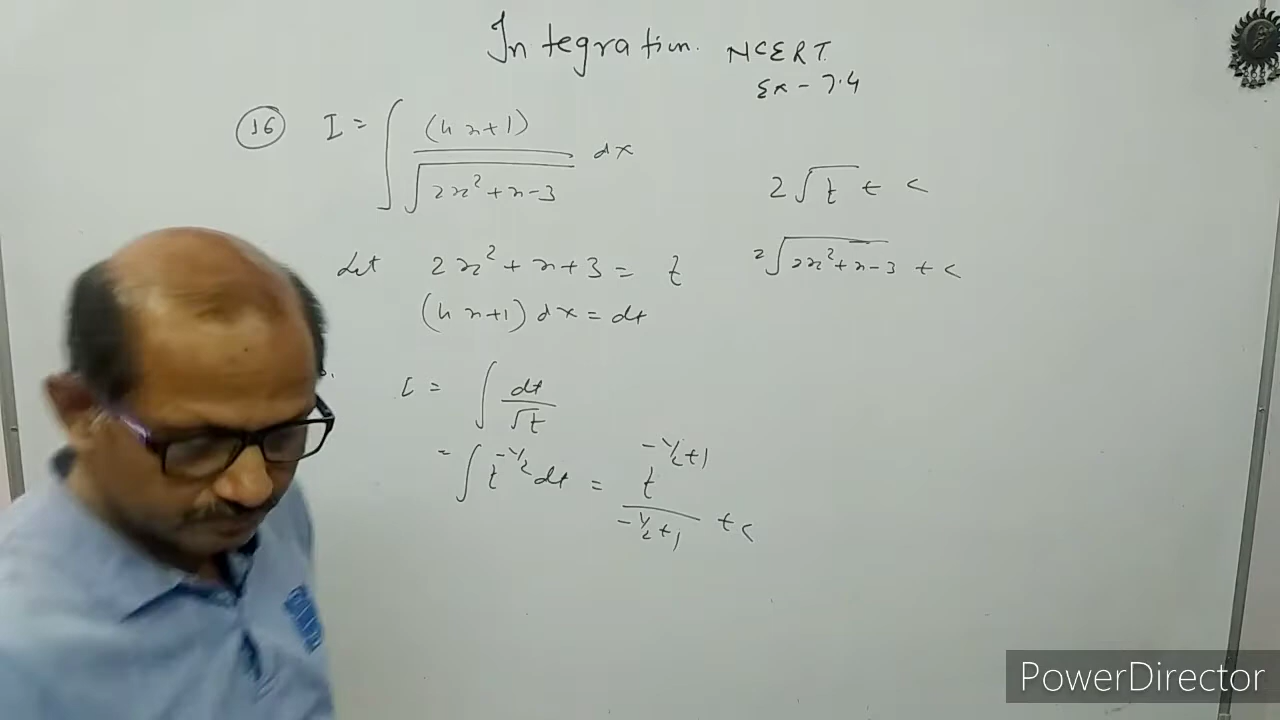 Integration. NCERT.
Ex - 7.4
(16) I = ∫ (4x+1) / √(2x² + x - 3) dx
Let 2x² + x + 3 = t
(4x+1) dx = dt
I = ∫ dt / √t
= ∫ t^(-1/2) dt = t^(-1/2+1) / (-1/2+1) + c
2√t + c
2√(2x² + x - 3) + c
PowerDirector